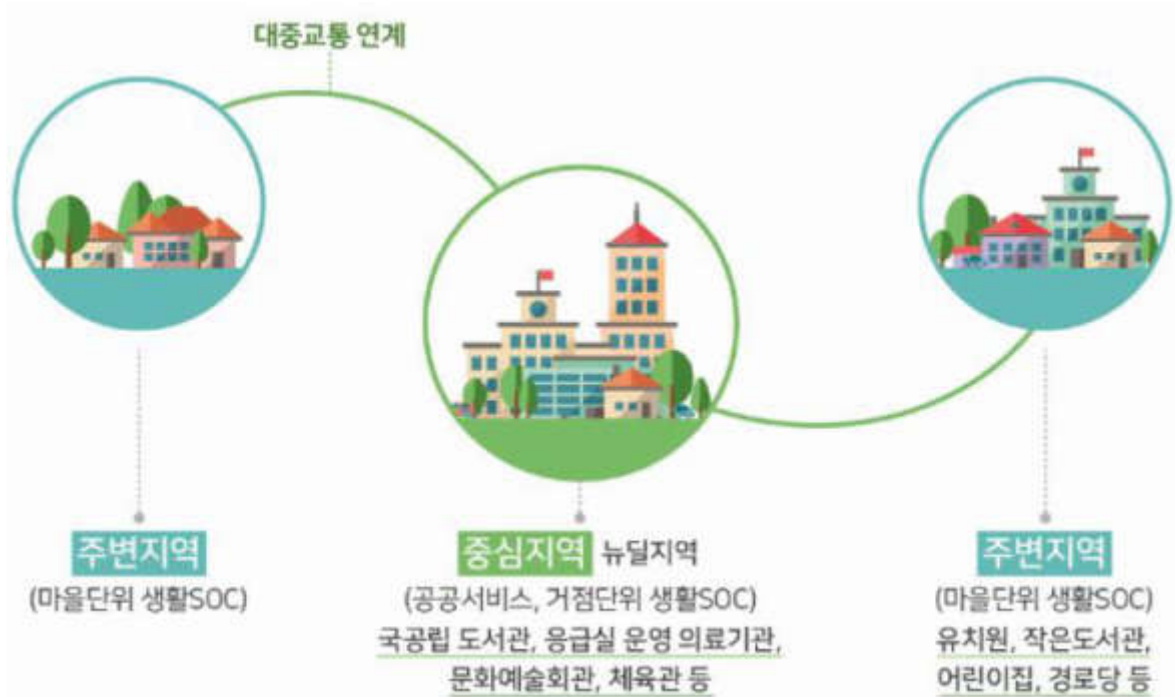 대중교통 연계
주변지역
(마을단위 생활SOC)
중심지역 뉴딜지역
(공공서비스, 거점단위 생활SOC)
국공립 도서관, 응급실 운영 의료기관,
문화예술회관, 체육관 등
주변지역
(마을단위 생활SOC)
유치원, 작은도서관,
어린이집, 경로당 등